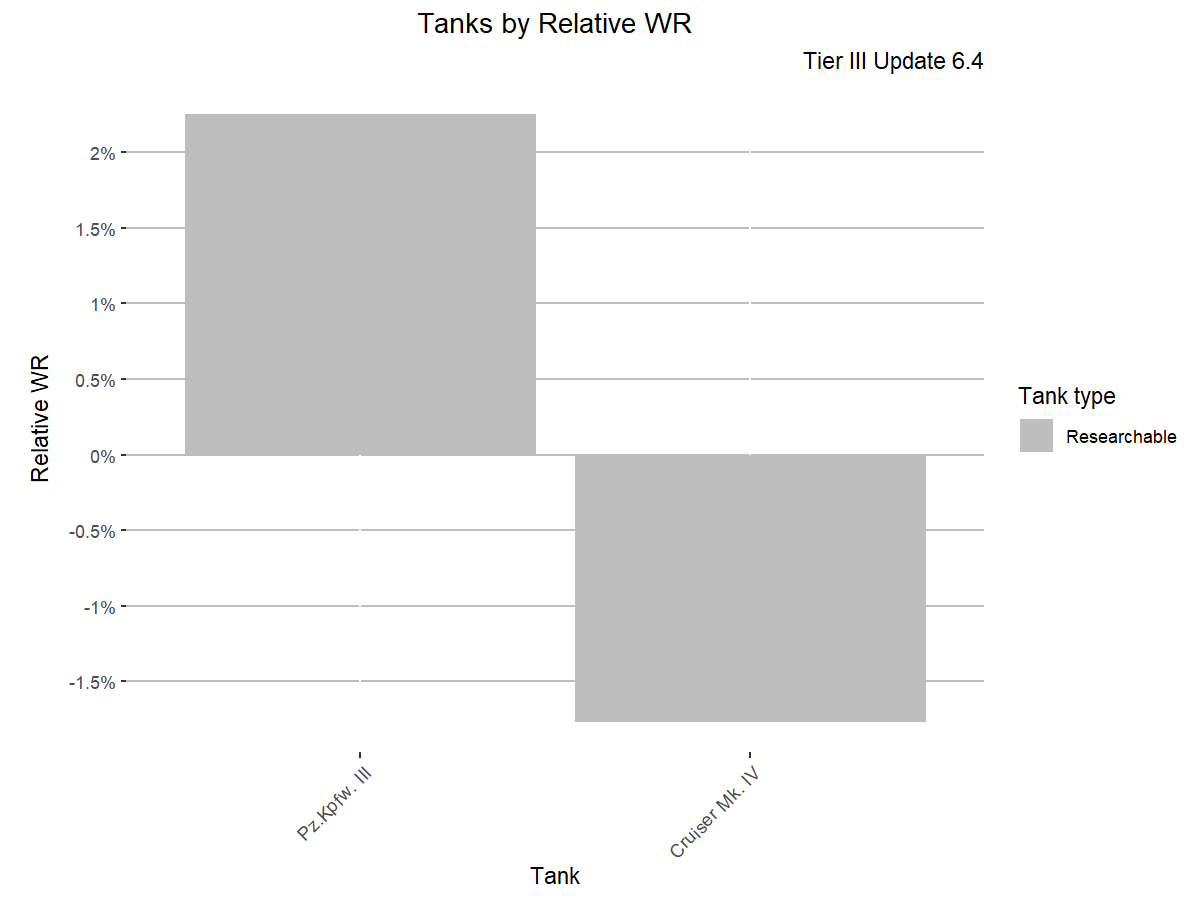 Tanks by Relative WR
Tier III Update 6.4
2%
1.5%
1%
0.5%
0%
-0.5%
-1%
-1.5%
Relative WR
Pz.Kpfw. III
Cruiser Mk. IV
Tank
Tank type
Researchable